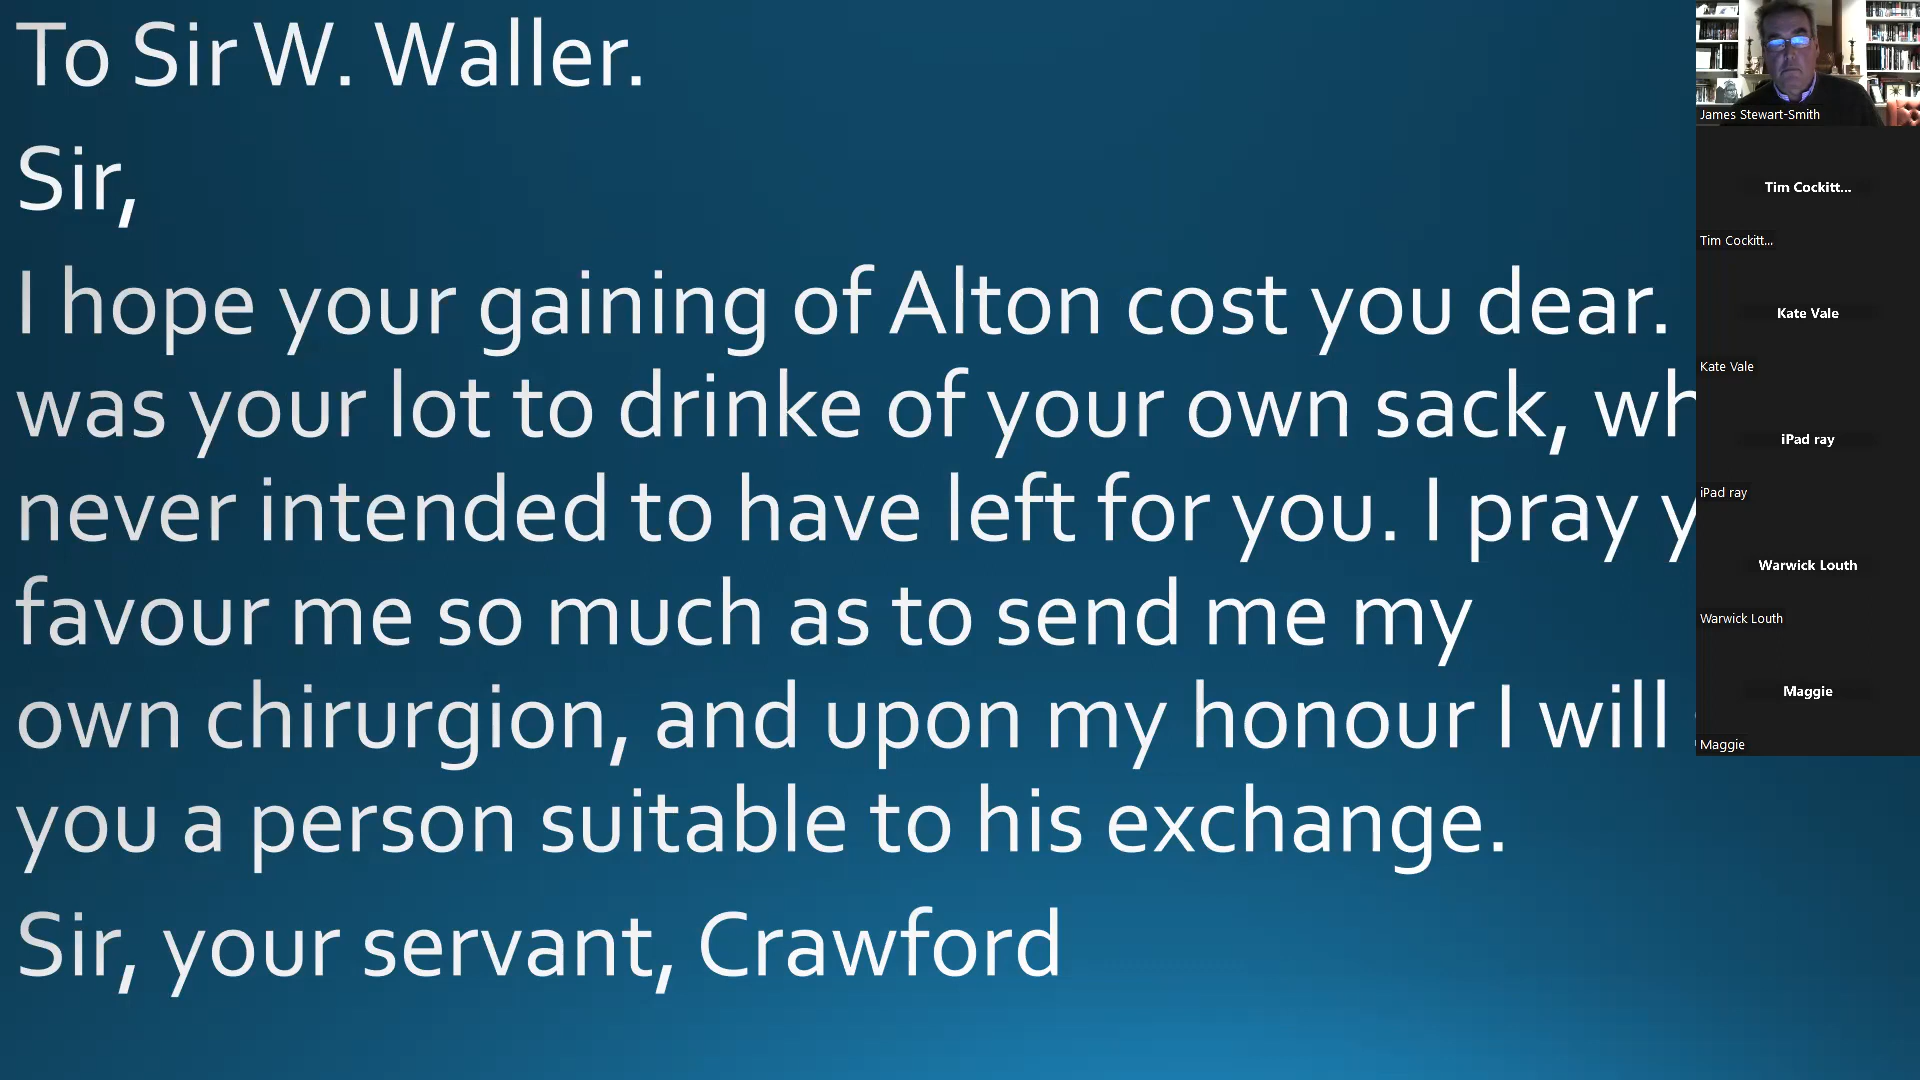 To Sir W. Waller.
Sir,
I hope your gaining of Alton cost you dear.
was your lot to drinke of your own sack,
never intended to have left for you. I pray
favour me so much as to send me my
own chirurgion, and upon my honour I will
you a person suitable to his exchange.
Sir, your servant, Crawford
James Stewart-Smith
Tim Cockitt...
Tim Cockitt...
Kate Vale
Kate Vale
iPad ray
iPad ray
Warwick Louth
Warwick Louth
Maggie
Maggie